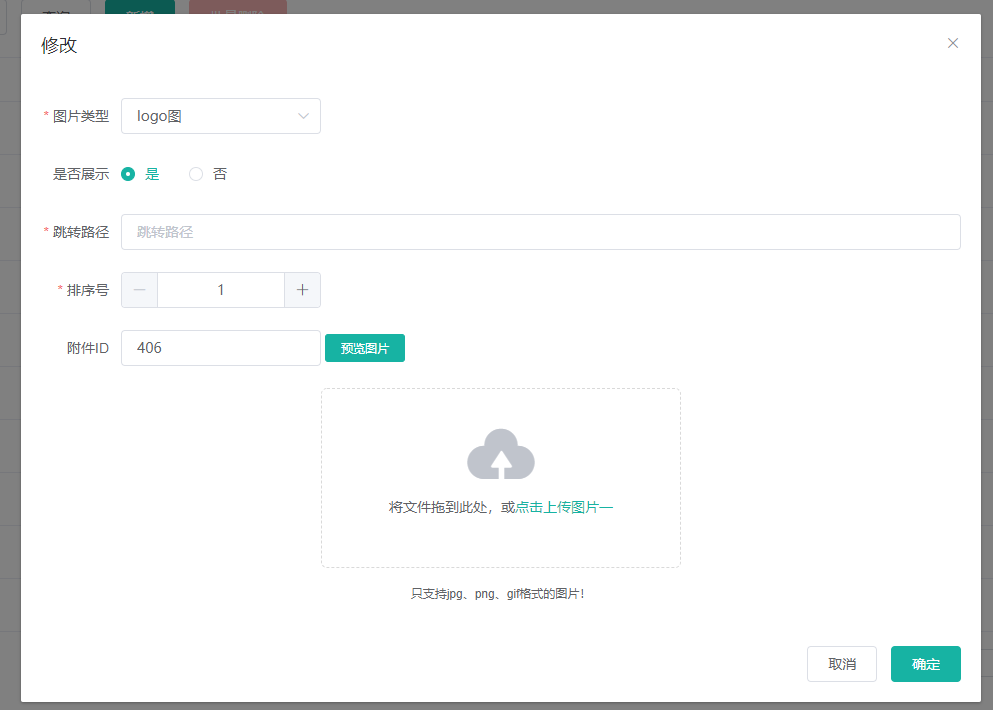 修改
* 图片类型 logo图
是否展示 是 否
* 跳转路径 跳转路径
* 排序号 1
附件ID 406 预览图片
将文件拖到此处，或点击上传图片一
只支持jpg、png、gif格式的图片!
取消 确定